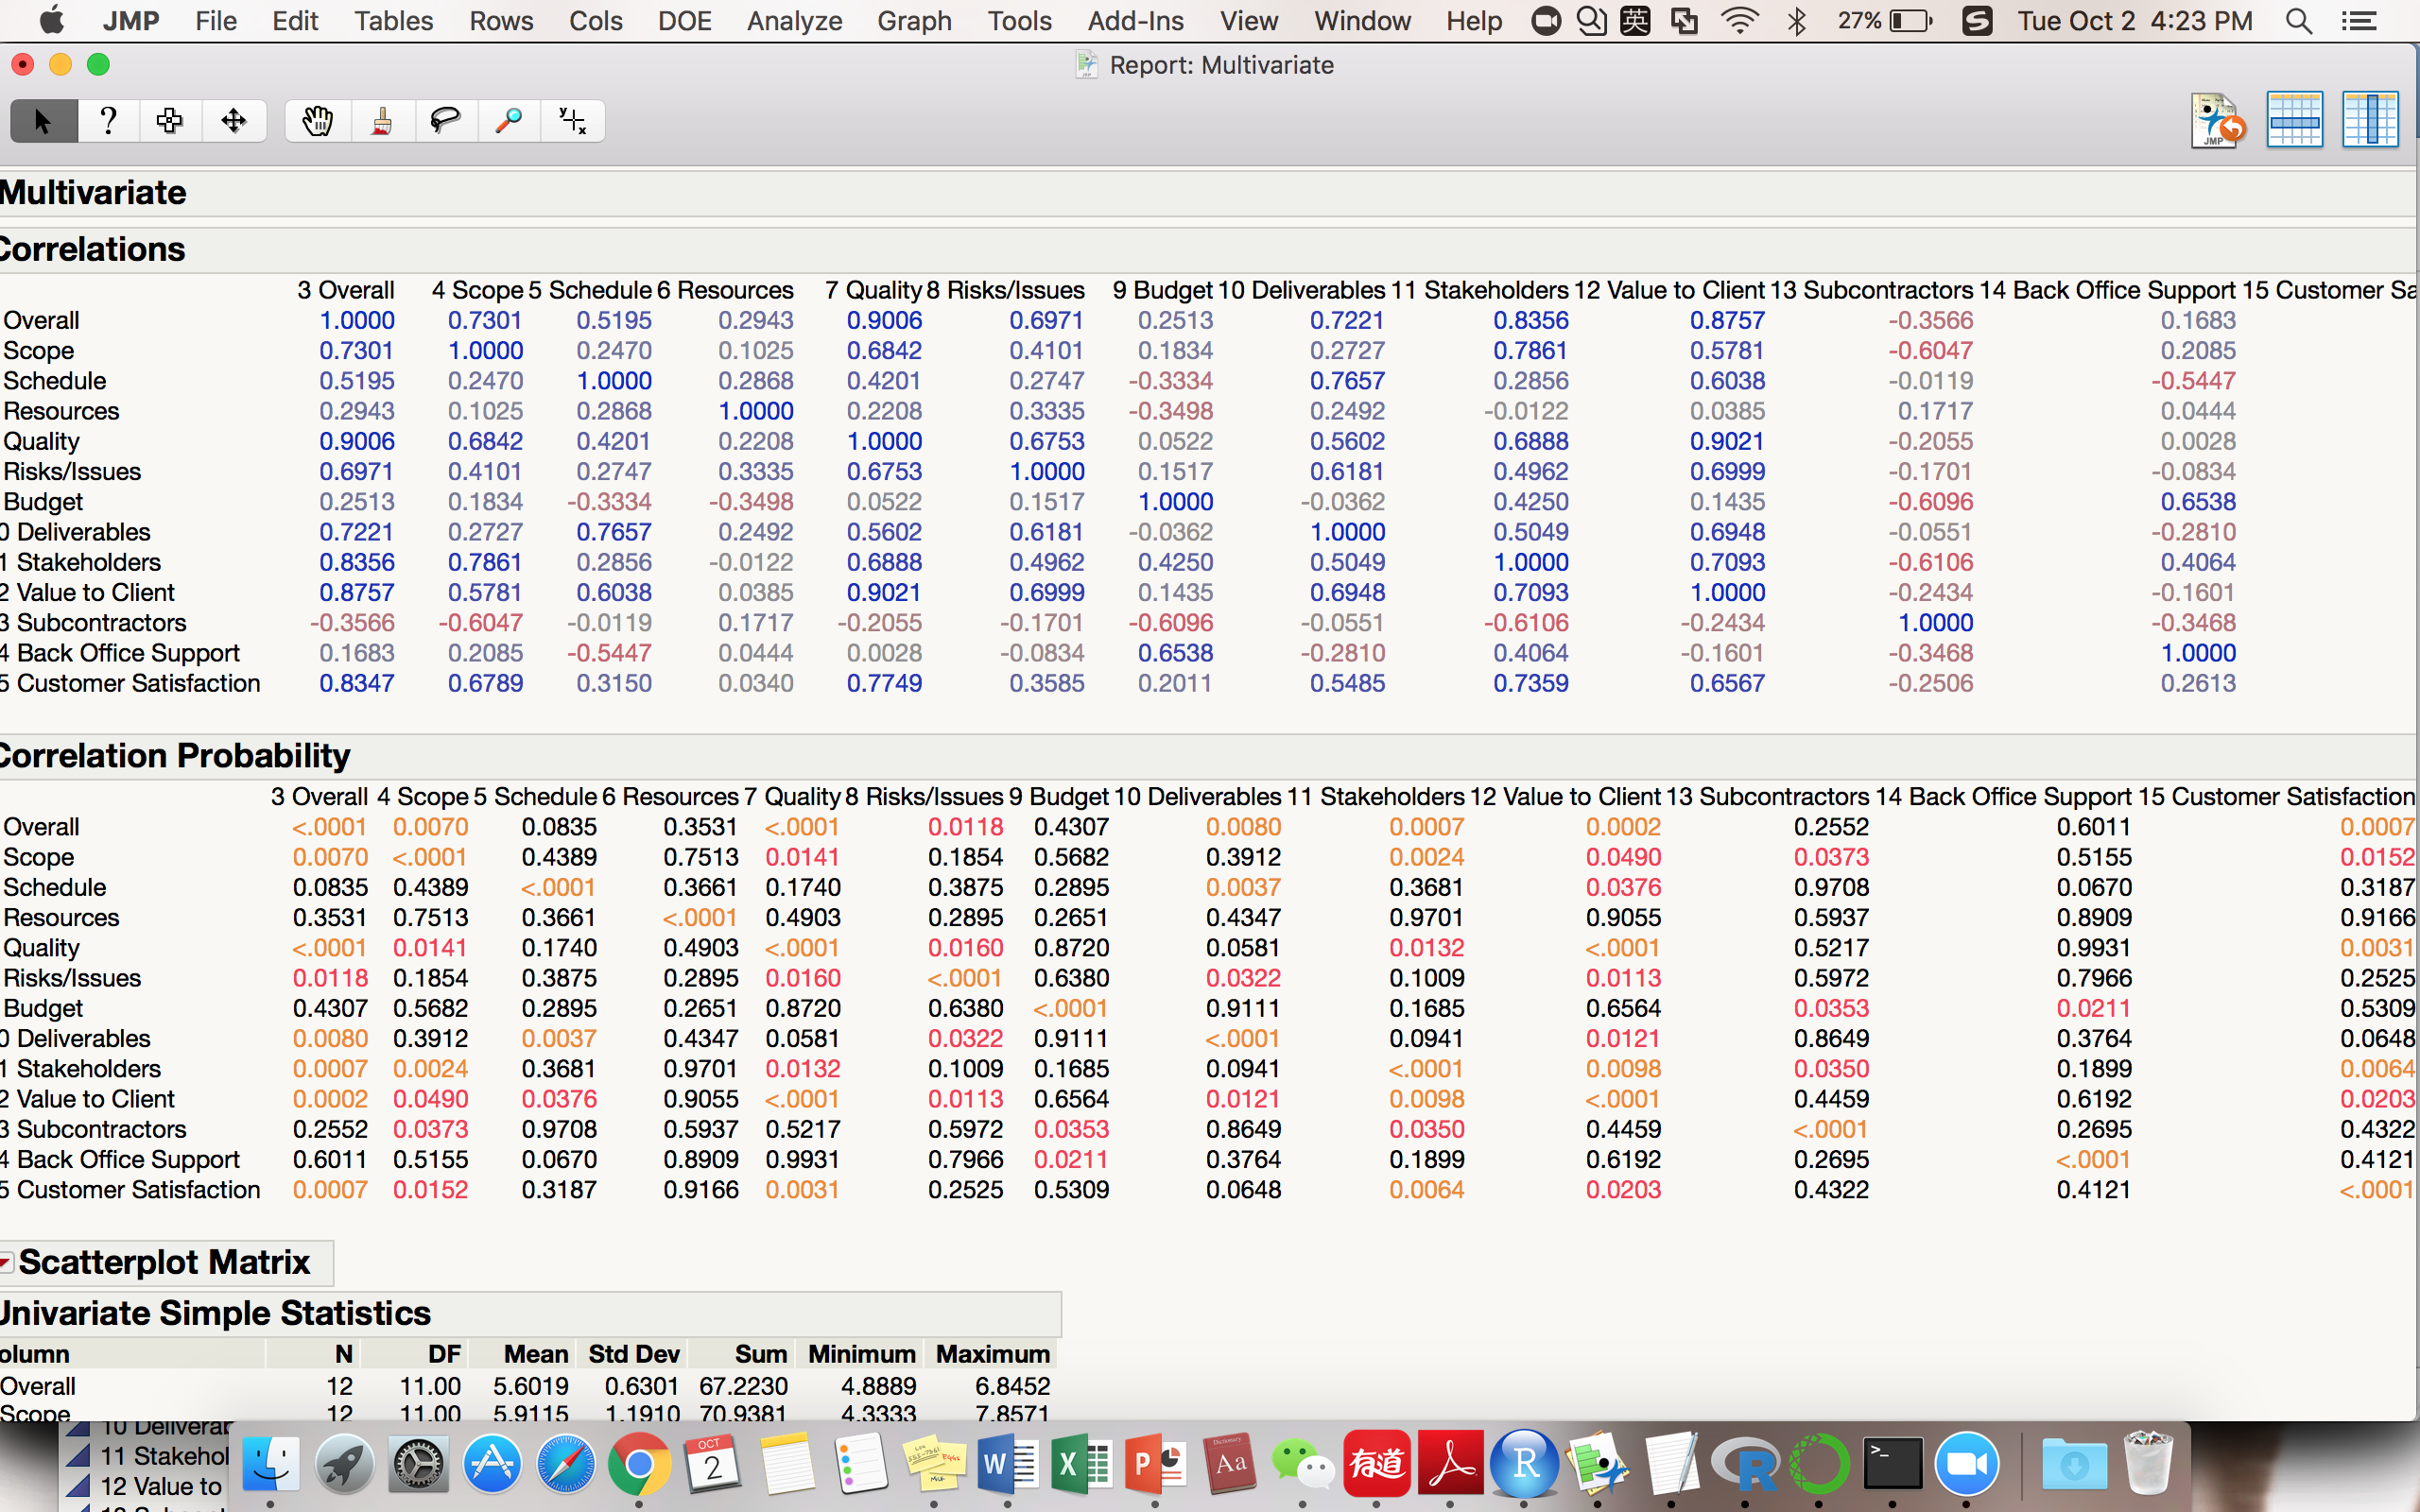 JMP File Edit Tables Rows Cols DOE Analyze Graph Tools Add-Ins View Window Help 英 27% S Tue Oct 2 4:23 PM
Report: Multivariate
? y x JMP
Multivariate
Correlations
3 Overall 4 Scope 5 Schedule 6 Resources 7 Quality 8 Risks/Issues 9 Budget 10 Deliverables 11 Stakeholders 12 Value to Client 13 Subcontractors 14 Back Office Support 15 Customer Sa
Overall 1.0000 0.7301 0.5195 0.2943 0.9006 0.6971 0.2513 0.7221 0.8356 0.8757 -0.3566 0.1683
Scope 0.7301 1.0000 0.2470 0.1025 0.6842 0.4101 0.1834 0.2727 0.7861 0.5781 -0.6047 0.2085
Schedule 0.5195 0.2470 1.0000 0.2868 0.4201 0.2747 -0.3334 0.7657 0.2856 0.6038 -0.0119 -0.5447
Resources 0.2943 0.1025 0.2868 1.0000 0.2208 0.3335 -0.3498 0.2492 -0.0122 0.0385 0.1717 0.0444
Quality 0.9006 0.6842 0.4201 0.2208 1.0000 0.6753 0.0522 0.5602 0.6888 0.9021 -0.2055 0.0028
Risks/Issues 0.6971 0.4101 0.2747 0.3335 0.6753 1.0000 0.1517 0.6181 0.4962 0.6999 -0.1701 -0.0834
Budget 0.2513 0.1834 -0.3334 -0.3498 0.0522 0.1517 1.0000 -0.0362 0.4250 0.1435 -0.6096 0.6538
0 Deliverables 0.7221 0.2727 0.7657 0.2492 0.5602 0.6181 -0.0362 1.0000 0.5049 0.6948 -0.0551 -0.2810
1 Stakeholders 0.8356 0.7861 0.2856 -0.0122 0.6888 0.4962 0.4250 0.5049 1.0000 0.7093 -0.6106 0.4064
2 Value to Client 0.8757 0.5781 0.6038 0.0385 0.9021 0.6999 0.1435 0.6948 0.7093 1.0000 -0.2434 -0.1601
3 Subcontractors -0.3566 -0.6047 -0.0119 0.1717 -0.2055 -0.1701 -0.6096 -0.0551 -0.6106 -0.2434 1.0000 -0.3468
4 Back Office Support 0.1683 0.2085 -0.5447 0.0444 0.0028 -0.0834 0.6538 -0.2810 0.4064 -0.1601 -0.3468 1.0000
5 Customer Satisfaction 0.8347 0.6789 0.3150 0.0340 0.7749 0.3585 0.2011 0.5485 0.7359 0.6567 -0.2506 0.2613
Correlation Probability
3 Overall 4 Scope 5 Schedule 6 Resources 7 Quality 8 Risks/Issues 9 Budget 10 Deliverables 11 Stakeholders 12 Value to Client 13 Subcontractors 14 Back Office Support 15 Customer Satisfaction
Overall <.0001 0.0070 0.0835 0.3531 <.0001 0.0118 0.4307 0.0080 0.0007 0.0002 0.2552 0.6011 0.0007
Scope 0.0070 <.0001 0.4389 0.7513 0.0141 0.1854 0.5682 0.3912 0.0024 0.0490 0.0373 0.5155 0.0152
Schedule 0.0835 0.4389 <.0001 0.3661 0.1740 0.3875 0.2895 0.0037 0.3681 0.0376 0.9708 0.0670 0.3187
Resources 0.3531 0.7513 0.3661 <.0001 0.4903 0.2895 0.2651 0.4347 0.9701 0.9055 0.5937 0.8909 0.9166
Quality <.0001 0.0141 0.1740 0.4903 <.0001 0.0160 0.8720 0.0581 0.0132 <.0001 0.5217 0.9931 0.0031
Risks/Issues 0.0118 0.1854 0.3875 0.2895 0.0160 <.0001 0.6380 0.0322 0.1009 0.0113 0.5972 0.7966 0.2525
Budget 0.4307 0.5682 0.2895 0.2651 0.8720 0.6380 <.0001 0.9111 0.1685 0.6564 0.0353 0.0211 0.5309
0 Deliverables 0.0080 0.3912 0.0037 0.4347 0.0581 0.0322 0.9111 <.0001 0.0941 0.0121 0.8649 0.3764 0.0648
1 Stakeholders 0.0007 0.0024 0.3681 0.9701 0.0132 0.1009 0.1685 0.0941 <.0001 0.0098 0.0350 0.1899 0.0064
2 Value to Client 0.0002 0.0490 0.0376 0.9055 <.0001 0.0113 0.6564 0.0121 0.0098 <.0001 0.4459 0.6192 0.0203
3 Subcontractors 0.2552 0.0373 0.9708 0.5937 0.5217 0.5972 0.0353 0.8649 0.0350 0.4459 <.0001 0.2695 0.4322
4 Back Office Support 0.6011 0.5155 0.0670 0.8909 0.9931 0.7966 0.0211 0.3764 0.1899 0.6192 0.2695 <.0001 0.4121
5 Customer Satisfaction 0.0007 0.0152 0.3187 0.9166 0.0031 0.2525 0.5309 0.0648 0.0064 0.0203 0.4322 0.4121 <.0001
Scatterplot Matrix
Univariate Simple Statistics
olumn N DF Mean Std Dev Sum Minimum Maximum
Overall 12 11.00 5.6019 0.6301 67.2230 4.8889 6.8452
Scope 12 11.00 5.9115 1.1910 70.9381 4.3333 7.8571
10 Deliverab
11 Stakehol
12 Value to
OCT 2 W X P Dictionary Aa 有道 R R >_